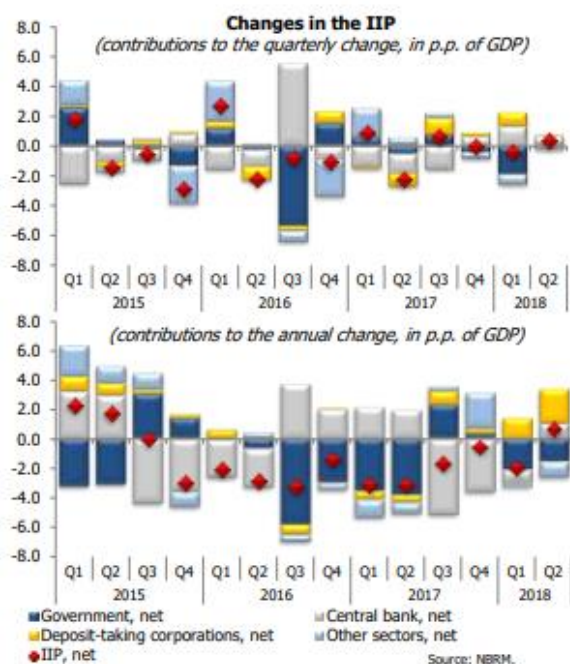 Changes in the IIP
(contributions to the quarterly change, in p.p. of GDP)
8.0
6.0
4.0
2.0
0.0
-2.0
-4.0
-6.0
-8.0
Q1 Q2 Q3 Q4 Q1 Q2 Q3 Q4 Q1 Q2 Q3 Q4 Q1 Q2
2015 2016 2017 2018
(contributions to the annual change, in p.p. of GDP)
8.0
6.0
4.0
2.0
0.0
-2.0
-4.0
-6.0
-8.0
Q1 Q2 Q3 Q4 Q1 Q2 Q3 Q4 Q1 Q2 Q3 Q4 Q1 Q2
2015 2016 2017 2018
Government, net Central bank, net
Deposit-taking corporations, net Other sectors, net
IIP, net
Source: NBRM.